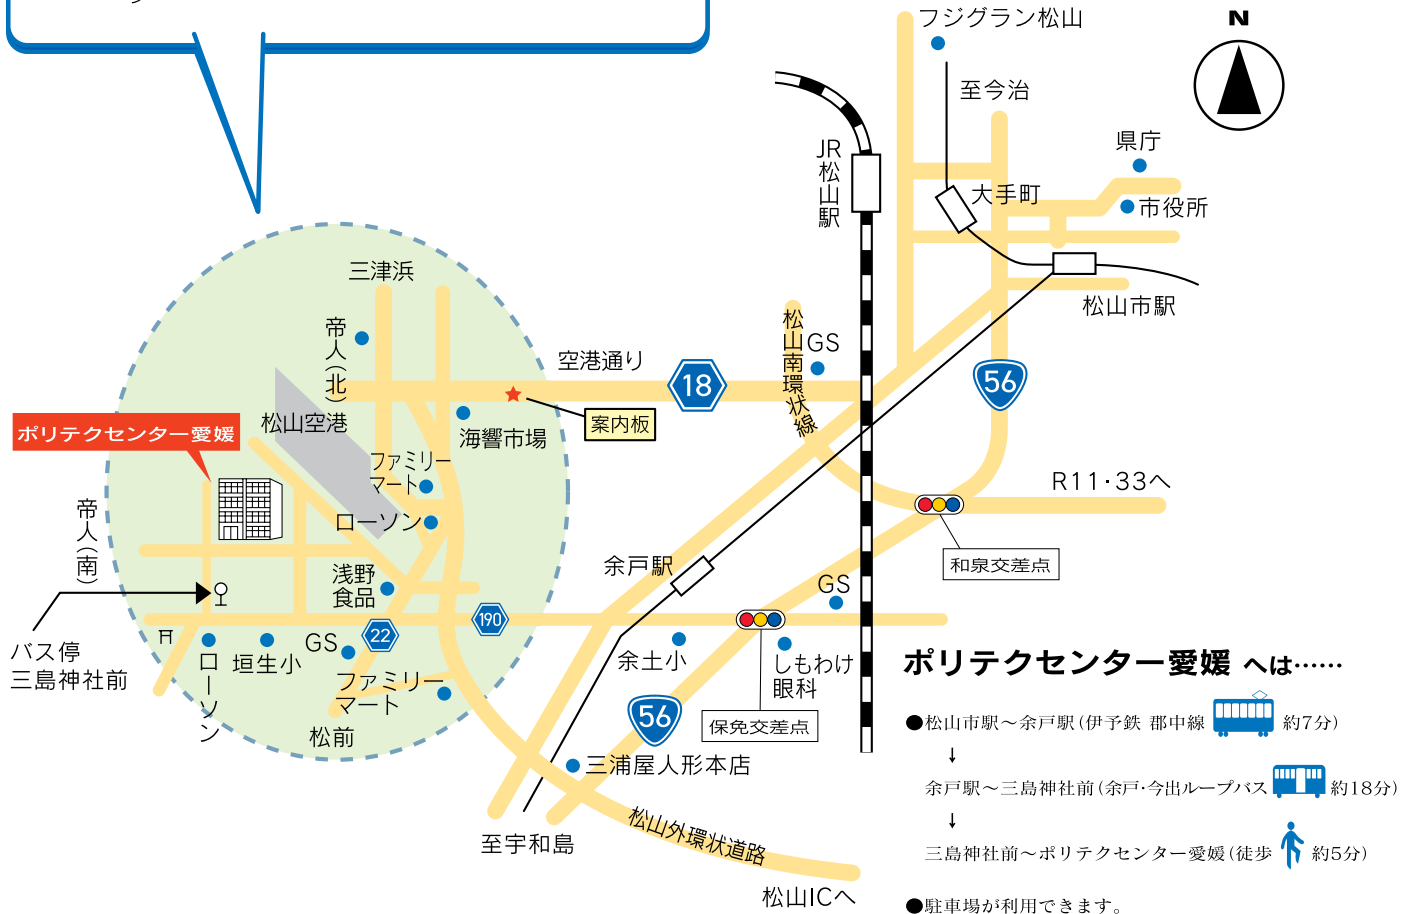 フジグラン松山
N
至今治
県庁
JR松山駅
大手町
市役所
三津浜
松山市駅
帝人(北)
松山南環状線
GS
空港通り
18
56
松山空港
案内板
海響市場
ポリテクセンター愛媛
ファミリー
マート
R11・33へ
帝人(南)
ローソン
和泉交差点
余戸駅
浅野
食品
GS
190
22
GS
バス停
三島神社前
ローソン
垣生小
余土小
しもわけ
眼科
ファミリー
マート
56
保免交差点
松前
三浦屋人形本店
至宇和島
松山外環状道路
松山ICへ
ポリテクセンター愛媛 へは……
●松山市駅～余戸駅(伊予鉄 郡中線 約7分)
↓
余戸駅～三島神社前(余戸・今出ループバス 約18分)
↓
三島神社前～ポリテクセンター愛媛(徒歩 約5分)
●駐車場が利用できます。